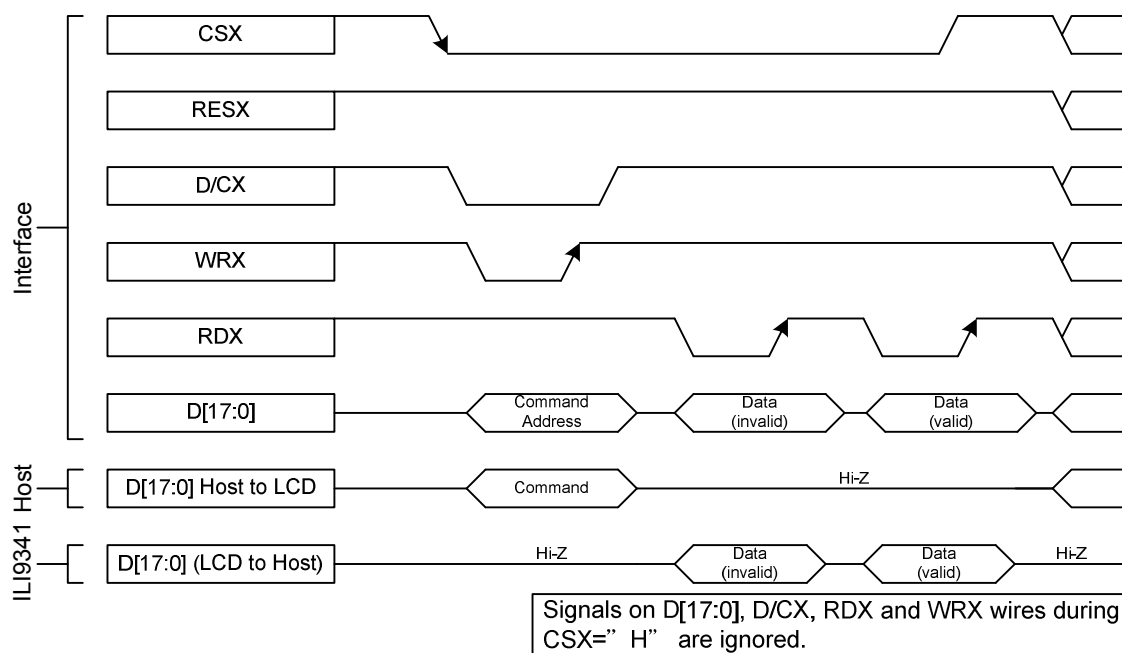 CSX
RESX
D/CX
WRX
RDX
D[17:0]
Command
Address
Data
(invalid)
Data
(valid)
Interface
D[17:0] Host to LCD
Command
Hi-Z
Host
D[17:0] (LCD to Host)
Hi-Z
Data
(invalid)
Data
(valid)
Hi-Z
ILI9341
Signals on D[17:0], D/CX, RDX and WRX wires during
CSX=”H” are ignored.